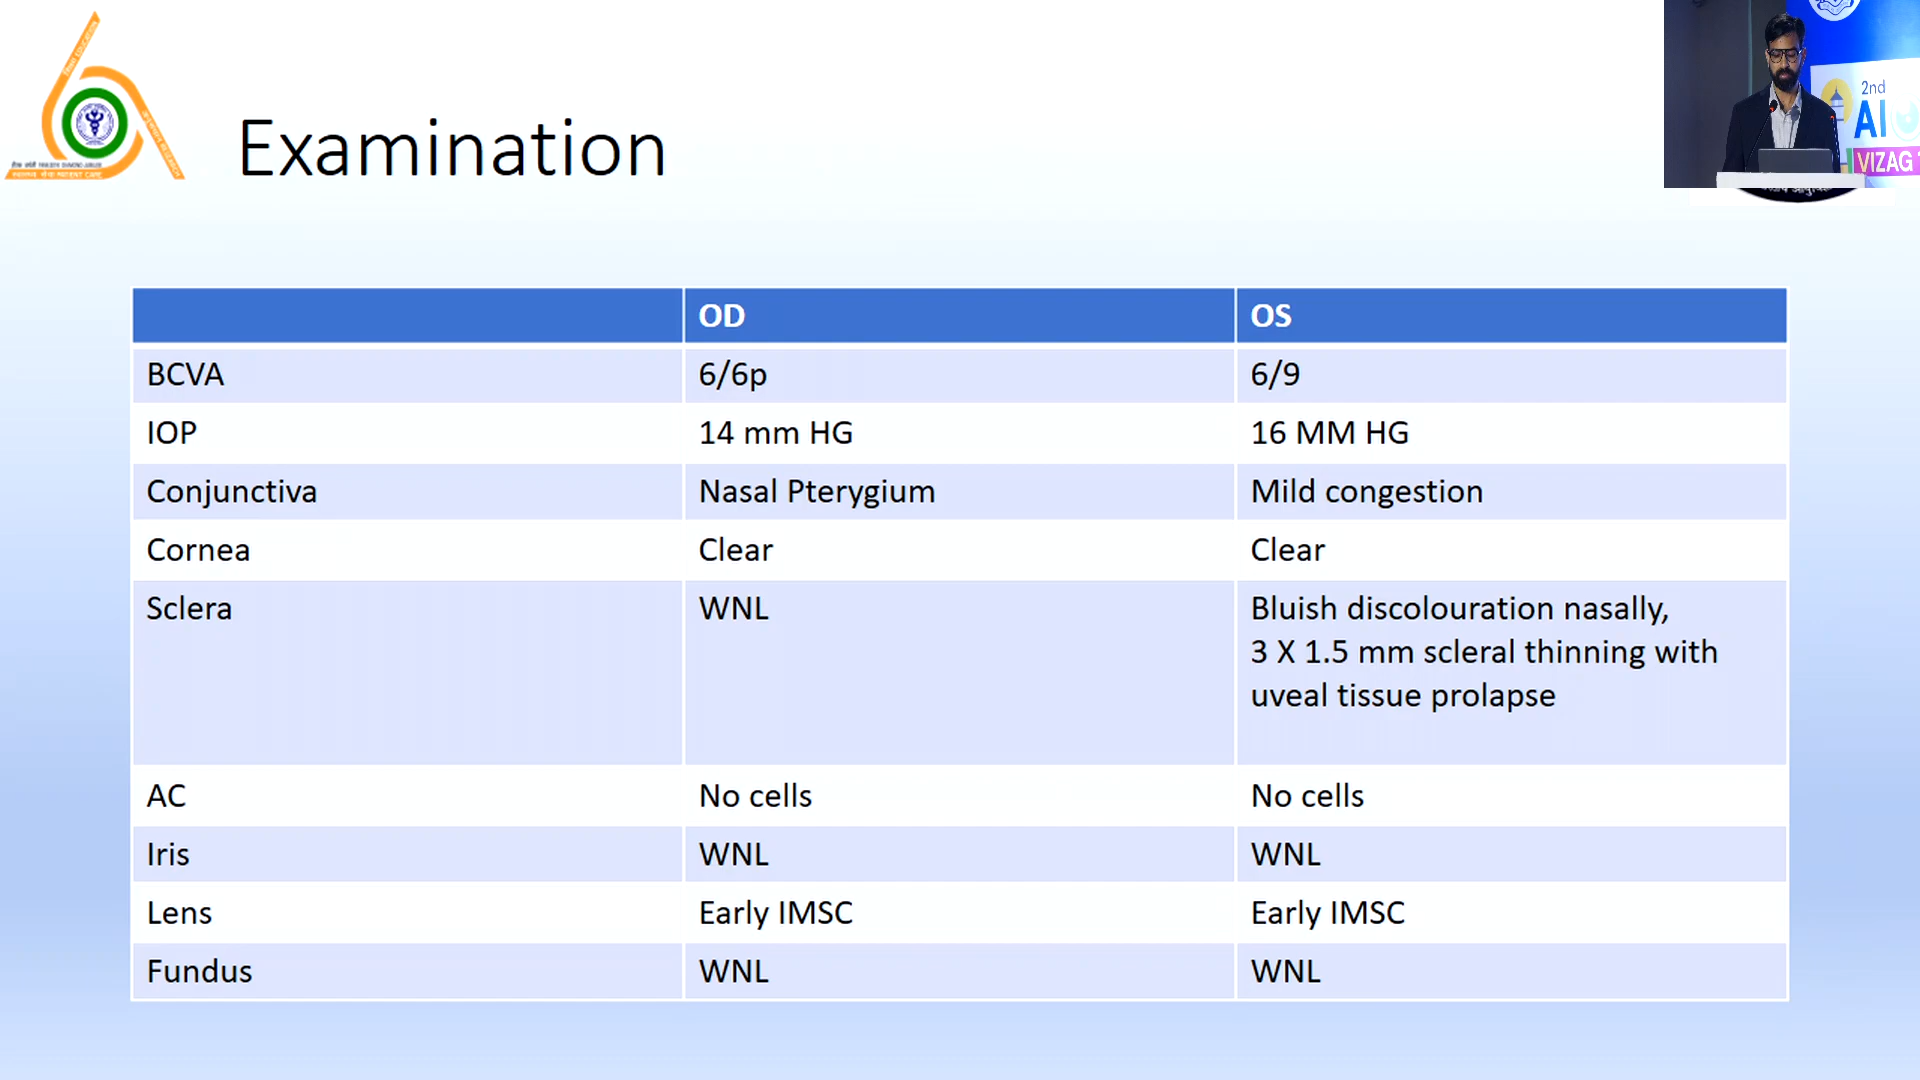 Examination
2nd
AI
VIZAG
OD OS
BCVA 6/6p 6/9
IOP 14 mm HG 16 MM HG
Conjunctiva Nasal Pterygium Mild congestion
Cornea Clear Clear
Sclera WNL Bluish discolouration nasally,
3 X 1.5 mm scleral thinning with
uveal tissue prolapse
AC No cells No cells
Iris WNL WNL
Lens Early IMSC Early IMSC
Fundus WNL WNL